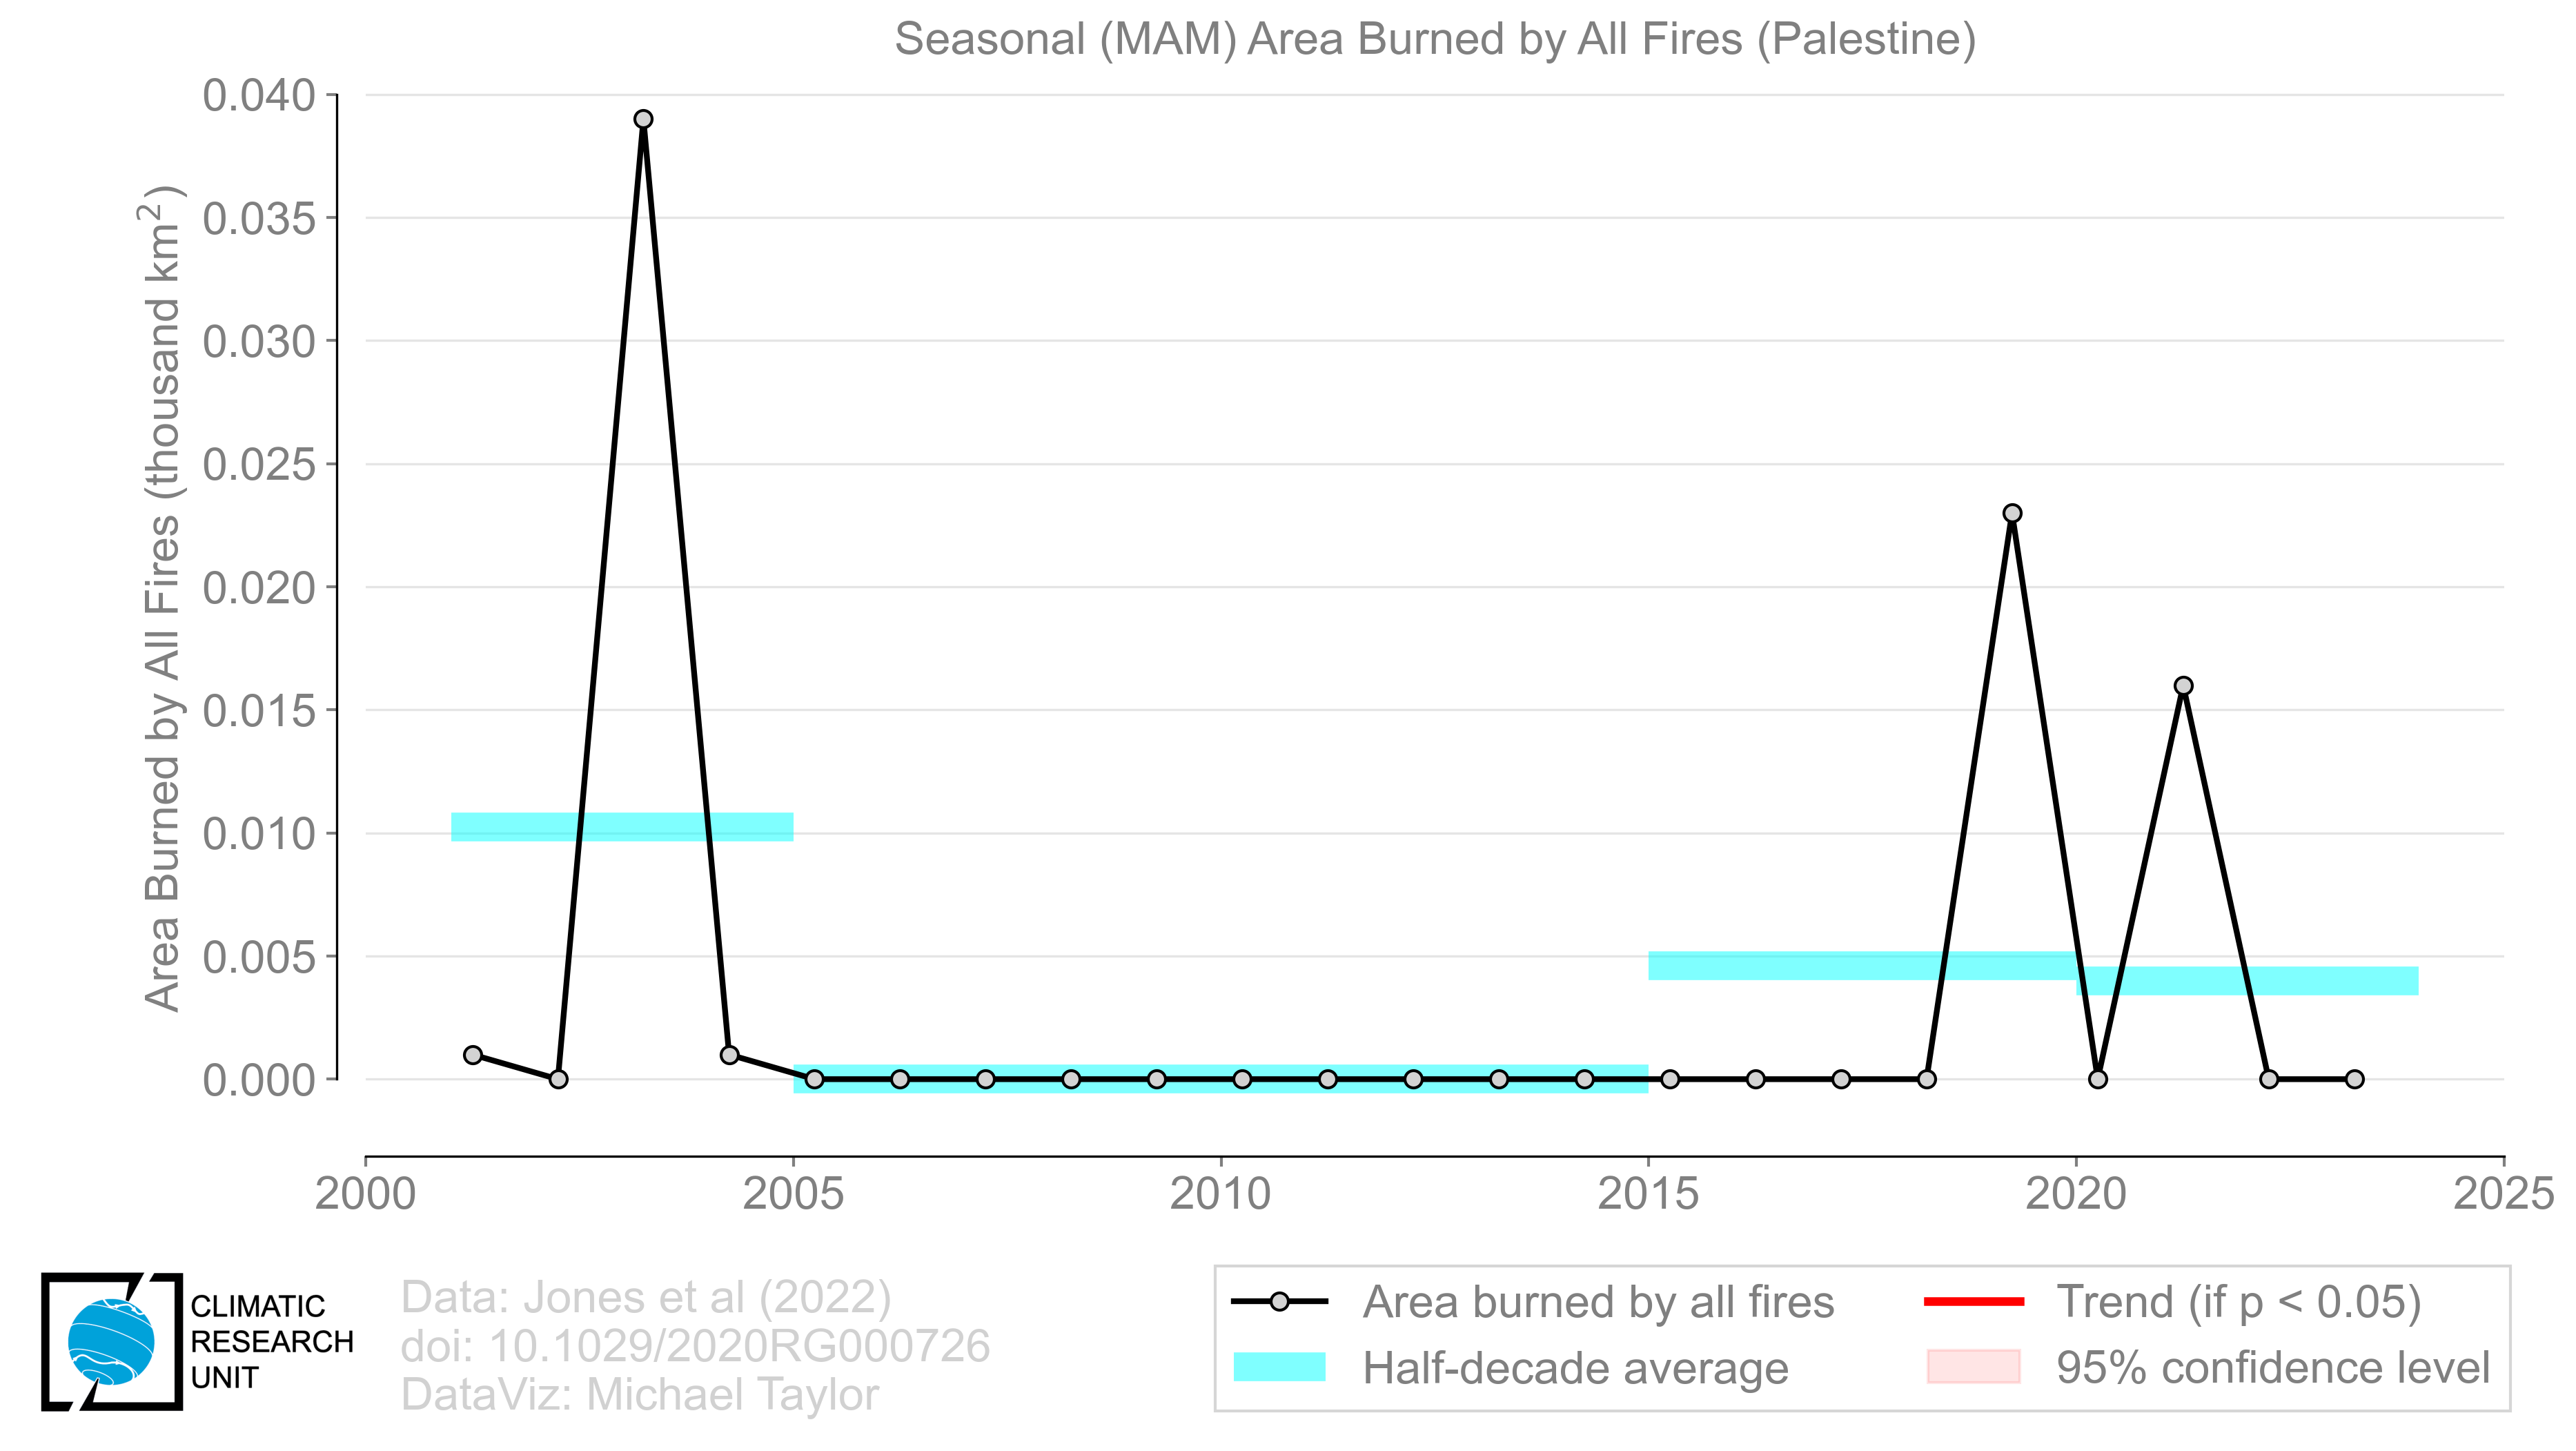 Seasonal (MAM) Area Burned by All Fires (Palestine)
Area Burned by All Fires (thousand km²)
0.040
0.035
0.030
0.025
0.020
0.015
0.010
0.005
0.000
2000 2005 2010 2015 2020 2025
CLIMATIC
RESEARCH
UNIT
Data: Jones et al (2022)
doi: 10.1029/2020RG000726
DataViz: Michael Taylor
Area burned by all fires
Half-decade average
Trend (if p < 0.05)
95% confidence level